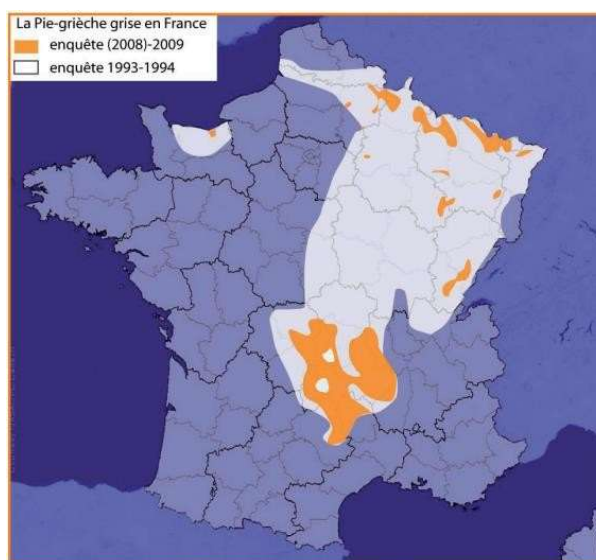 La Pie-grièche grise en France
enquête (2008)-2009
enquête 1993-1994